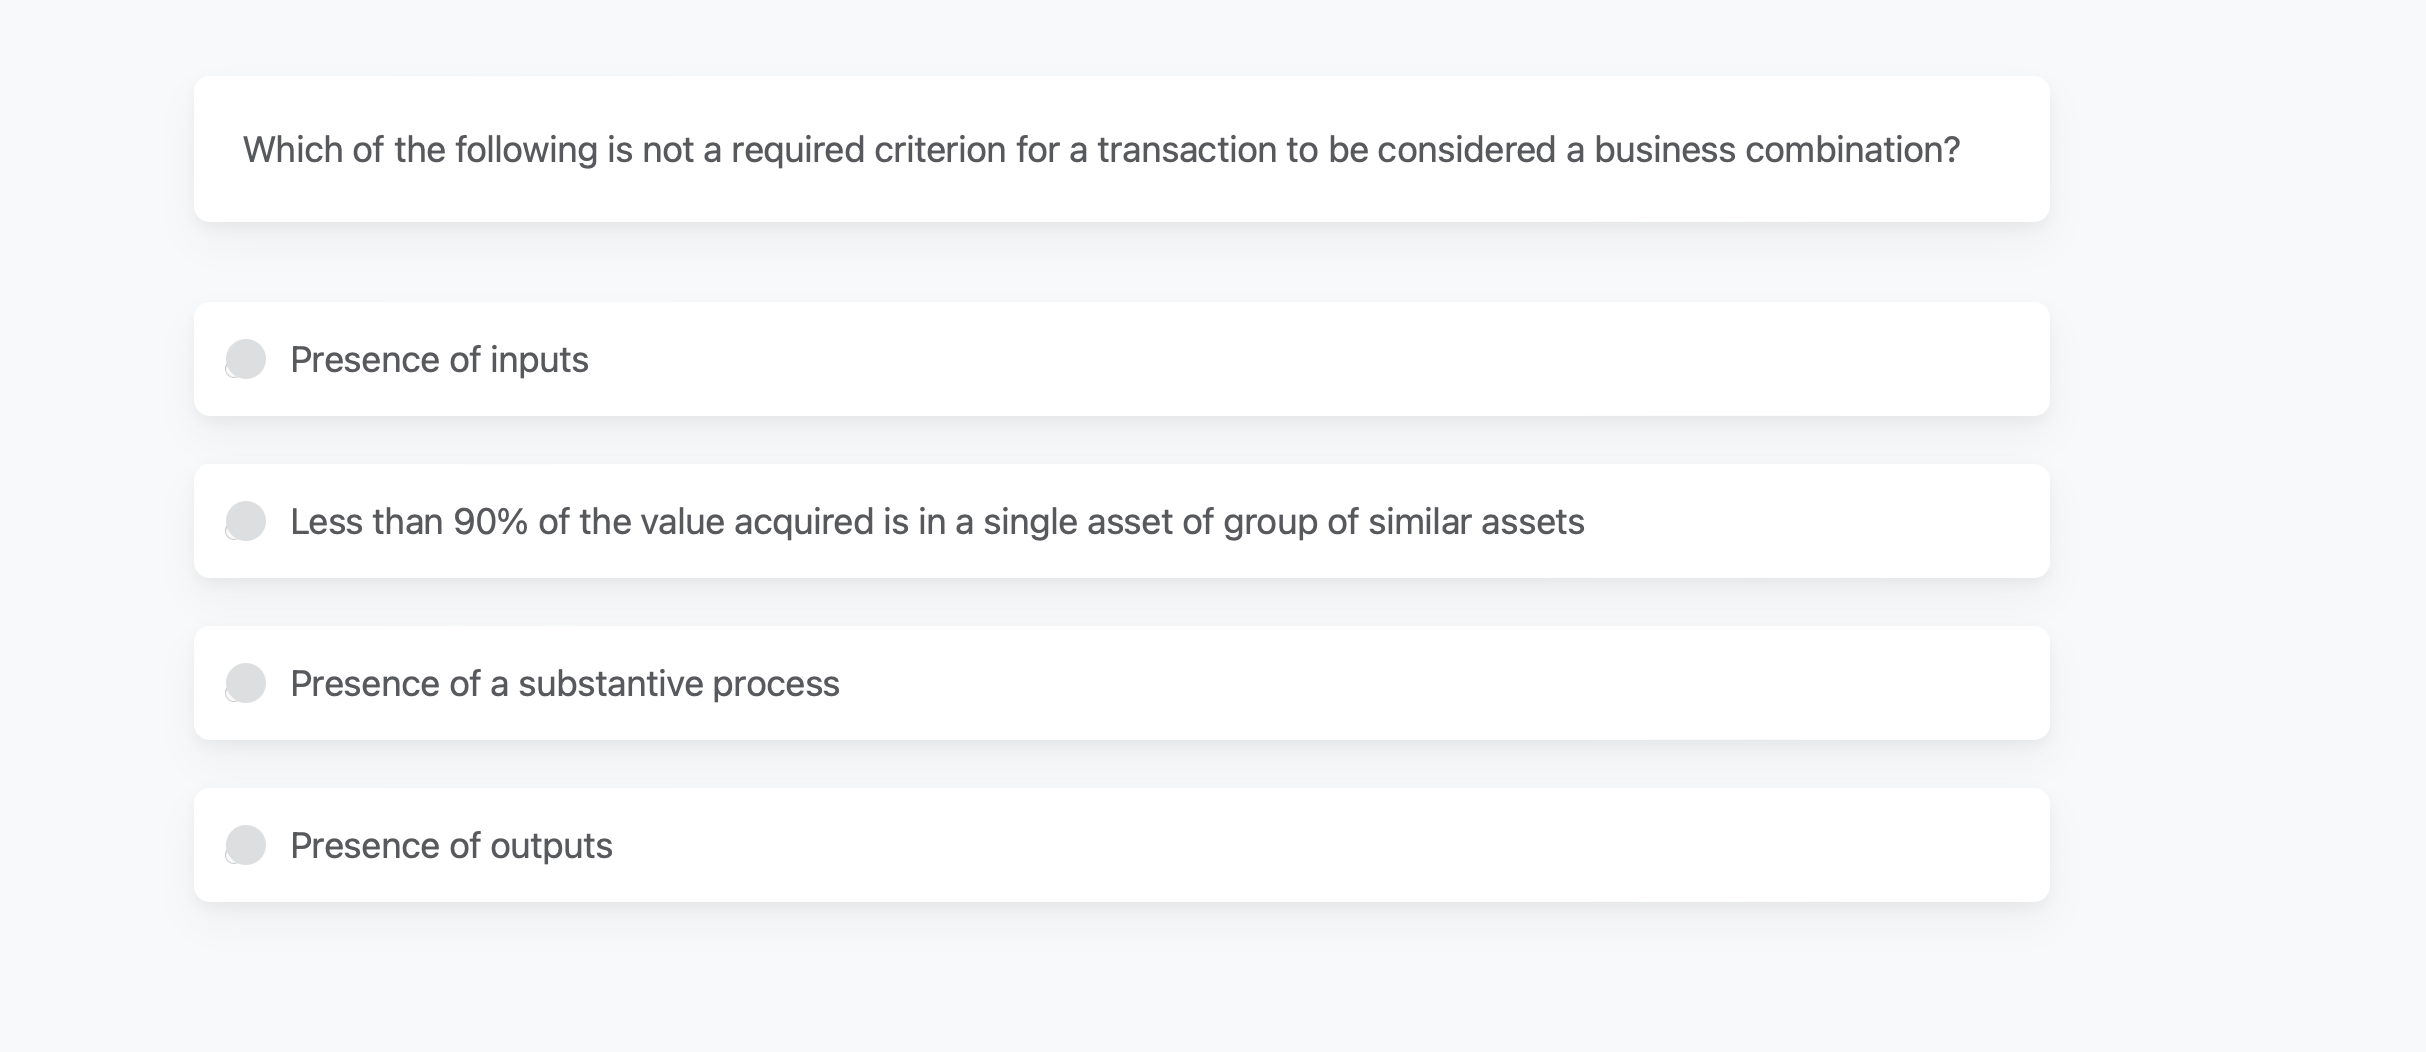 Which of the following is not a required criterion for a transaction to be considered a business combination?
Presence of inputs
Less than 90% of the value acquired is in a single asset of group of similar assets
Presence of a substantive process
Presence of outputs